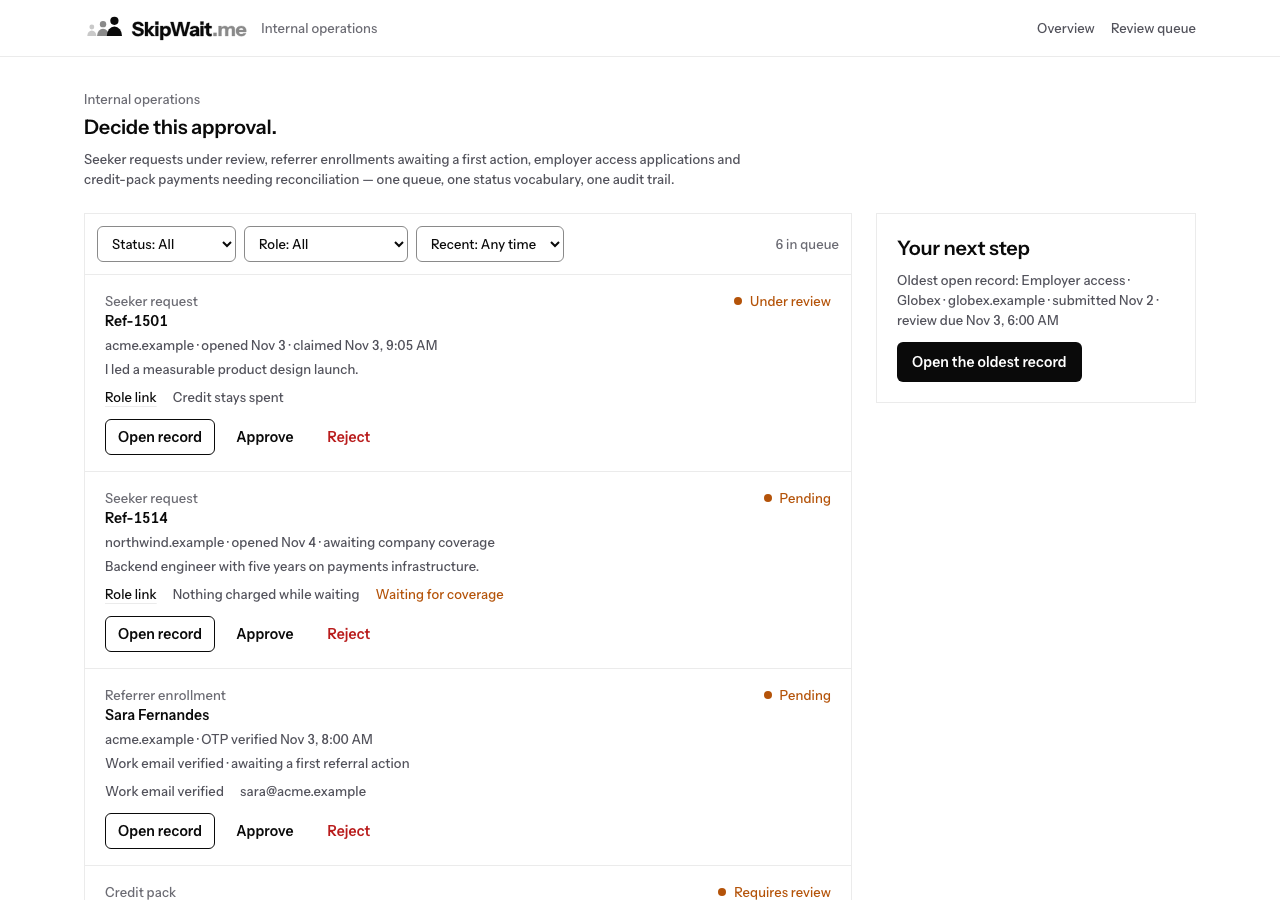 SkipWait.me Internal operations Overview Review queue
Internal operations
Decide this approval.
Seeker requests under review, referrer enrollments awaiting a first action, employer access applications and
credit-pack payments needing reconciliation — one queue, one status vocabulary, one audit trail.
Status: All Role: All Recent: Any time 6 in queue
Seeker request Under review
Ref-1501
acme.example · opened Nov 3 · claimed Nov 3, 9:05 AM
I led a measurable product design launch.
Role link Credit stays spent
Open record Approve Reject
Seeker request Pending
Ref-1514
northwind.example · opened Nov 4 · awaiting company coverage
Backend engineer with five years on payments infrastructure.
Role link Nothing charged while waiting Waiting for coverage
Open record Approve Reject
Referrer enrollment Pending
Sara Fernandes
acme.example · OTP verified Nov 3, 8:00 AM
Work email verified · awaiting a first referral action
Work email verified sara@acme.example
Open record Approve Reject
Credit pack Requires review
Your next step
Oldest open record: Employer access ·
Globex · globex.example · submitted Nov 2 ·
review due Nov 3, 6:00 AM
Open the oldest record